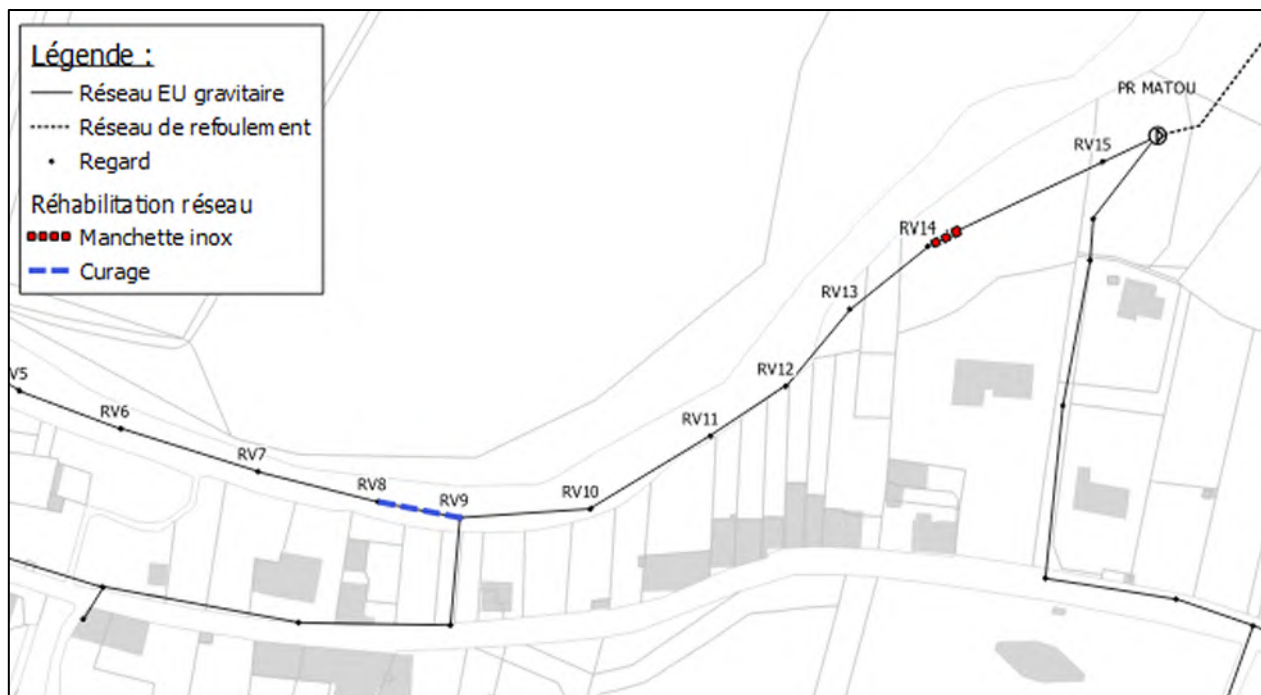 Légende :
Réseau EU gravitaire
Réseau de refoulement
Regard
Réhabilitation réseau
Manchette inox
Curage
PR MATOU
RV15
RV14
RV13
RV12
RV11
RV10
RV9
RV8
RV7
RV6
V5